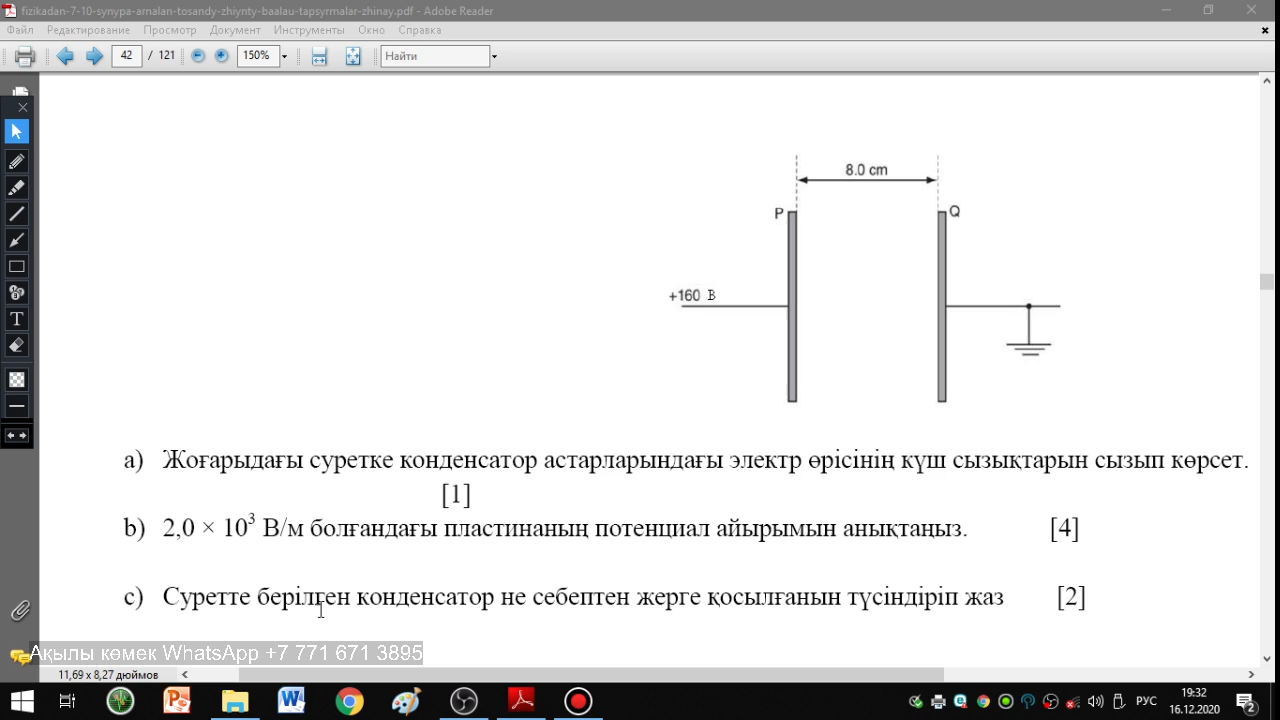 fizikadan-7-10-synypa-arnalan-tosandy-zhiynty-baalau-tapsyrmalar-zhinay.pdf - Adobe Reader
Файл Редактирование Просмотр Документ Инструменты Окно Справка
42 / 121 150% Найти
8.0 cm
P Q
+160 В
a) Жоғарыдағы суретке конденсатор астарларындағы электр өрісінің күш сызықтарын сызып көрсет.
[1]
b) 2,0 × 10³ В/м болғандағы пластинаның потенциал айырымын анықтаңыз. [4]
c) Суретте берілген конденсатор не себептен жерге қосылғанын түсіндіріп жаз [2]
Ақылы көмек WhatsApp +7 771 671 3895
11,69 x 8,27 дюймов
РУС 19:32
16.12.2020 2